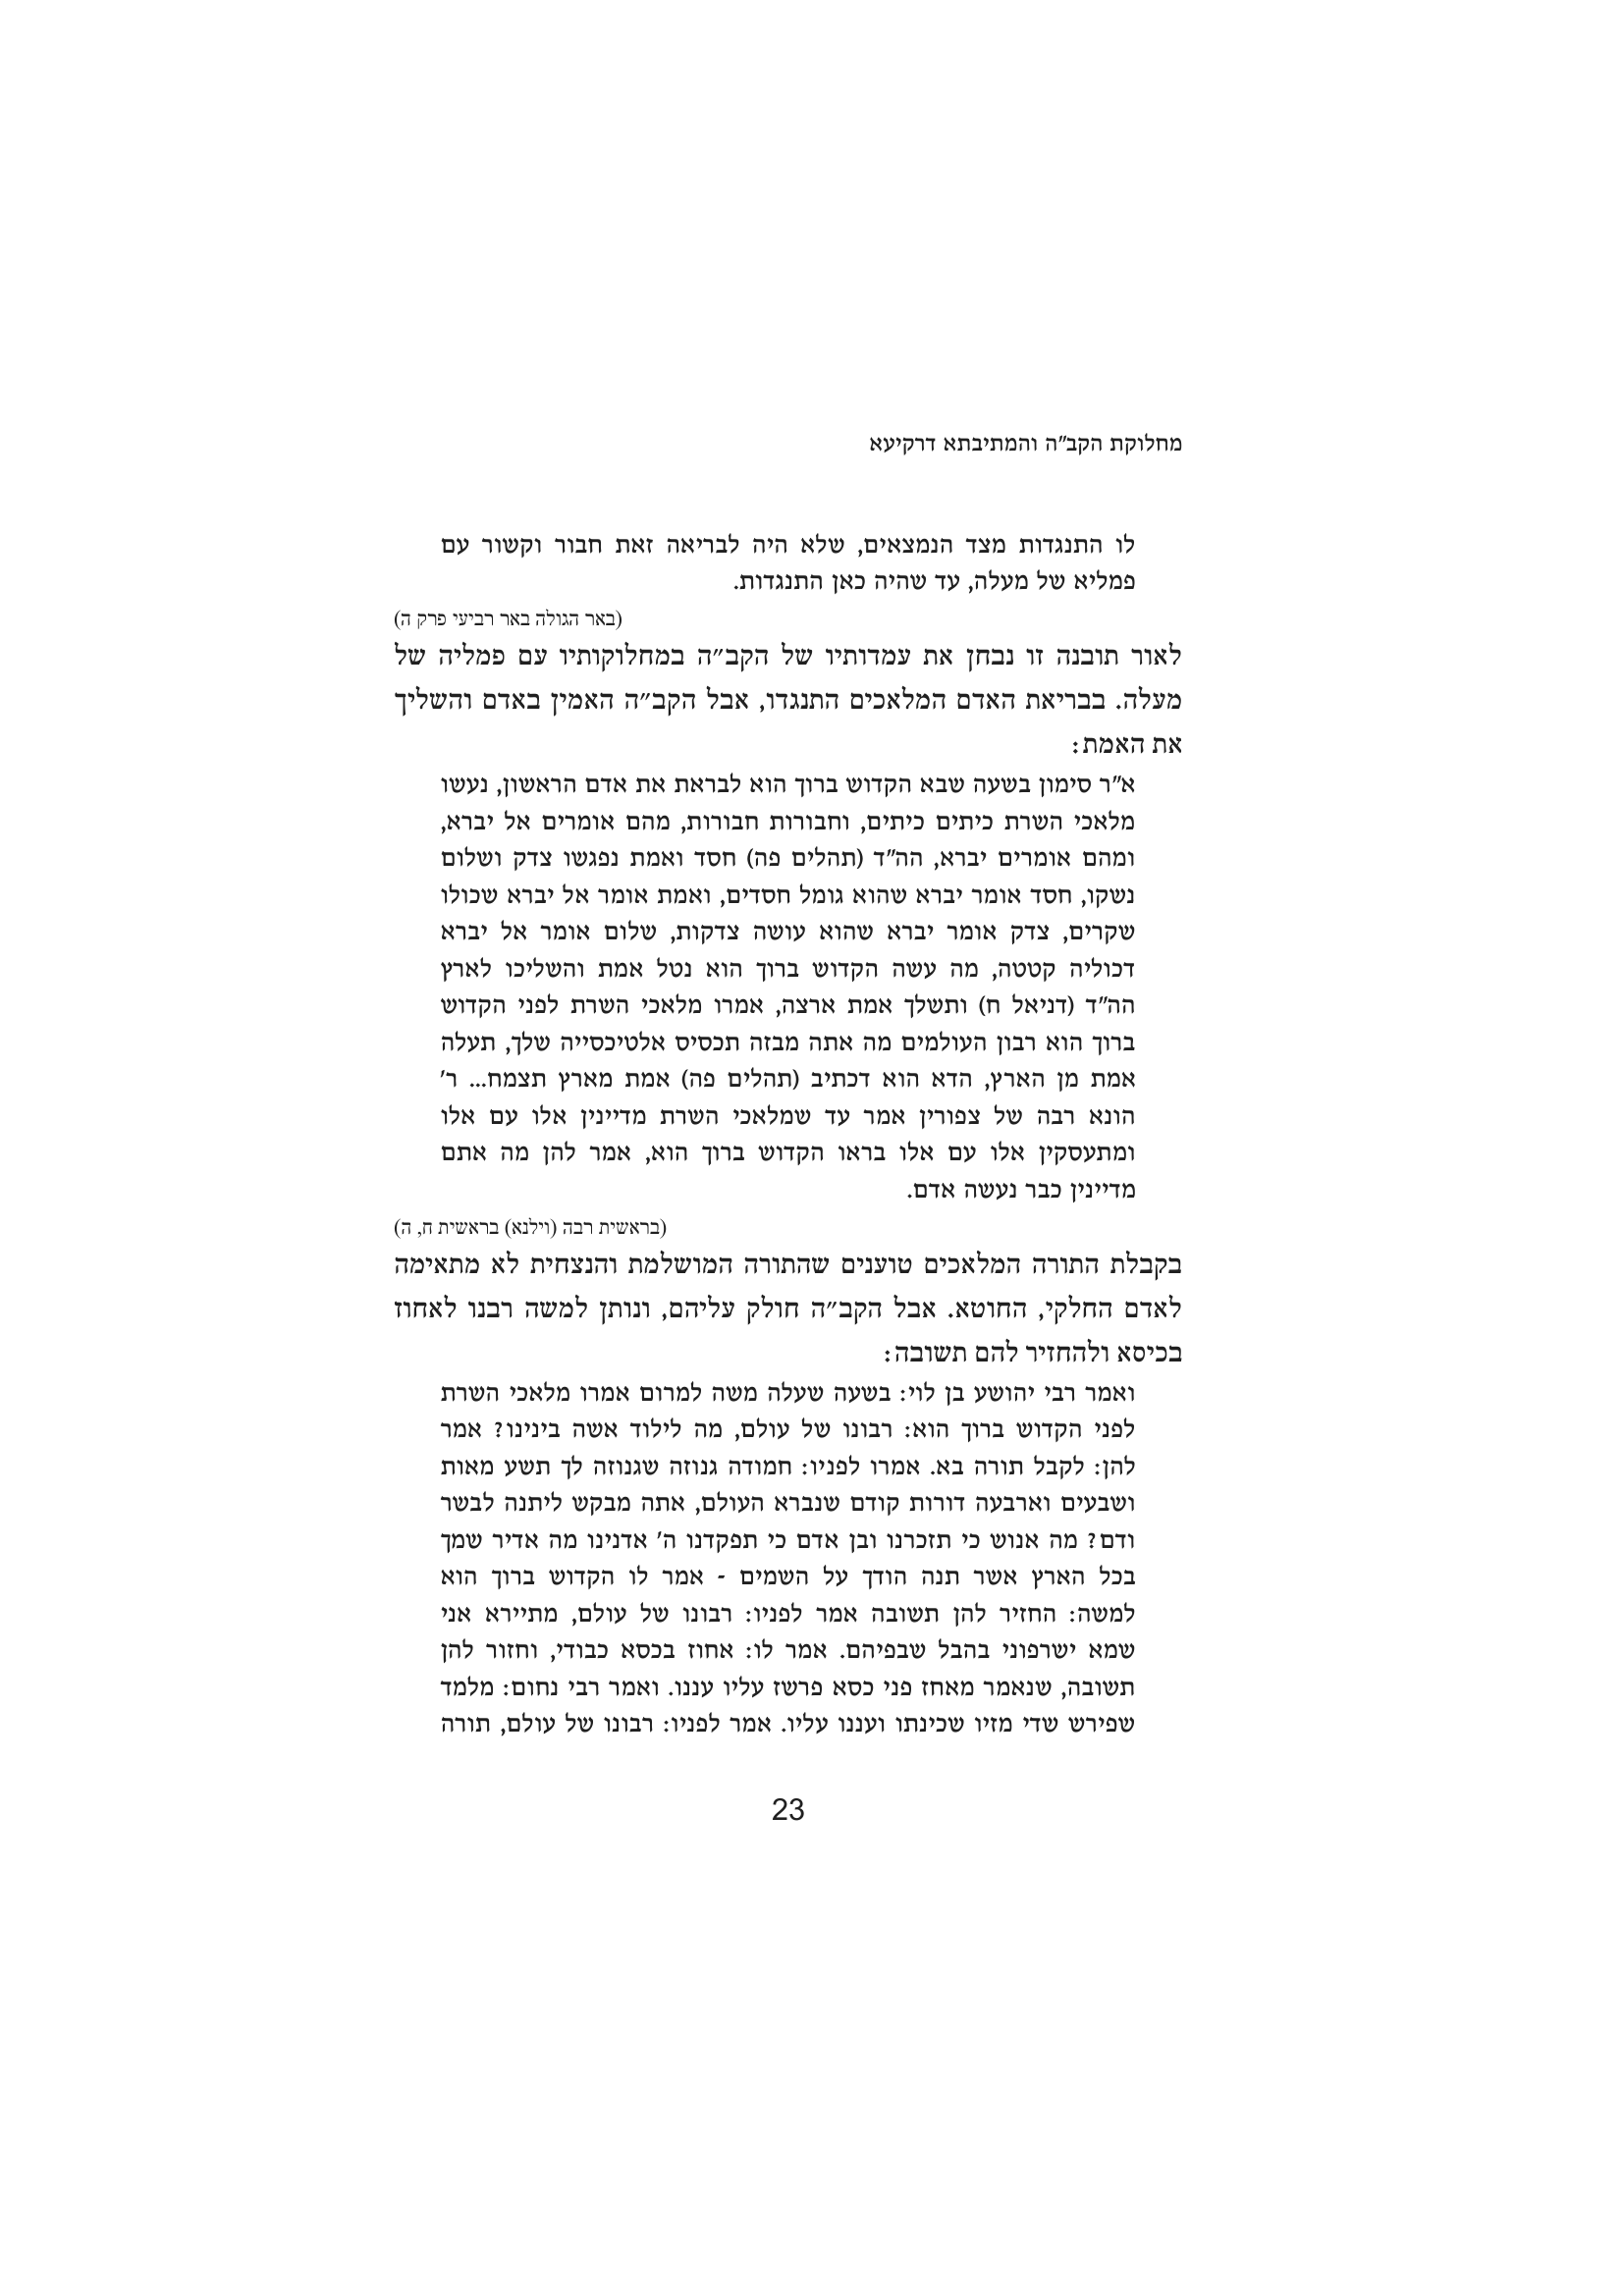 מחלוקת הקב"ה והמתיבתא דרקיעא
לו התנגדות מצד הנמצאים, שלא היה לבריאה זאת חבור וקשור עם
פמליא של מעלה, עד שהיה כאן התנגדות.
(באר הגולה באר רביעי פרק ה)
לאור תובנה זו נבחן את עמדותיו של הקב״ה במחלוקותיו עם פמליה של
מעלה. בבריאת האדם המלאכים התנגדו, אבל הקב״ה האמין באדם והשליך
את האמת:
א"ר סימון בשעה שבא הקדוש ברוך הוא לבראת את אדם הראשון, נעשו
מלאכי השרת כיתים כיתים, וחבורות חבורות, מהם אומרים אל יברא,
ומהם אומרים יברא, הה"ד (תהלים פה) חסד ואמת נפגשו צדק ושלום
נשקו, חסד אומר יברא שהוא גומל חסדים, ואמת אומר אל יברא שכולו
שקרים, צדק אומר יברא שהוא עושה צדקות, שלום אומר אל יברא
דכוליה קטטה, מה עשה הקדוש ברוך הוא נטל אמת והשליכו לארץ
הה"ד (דניאל ח) ותשלך אמת ארצה, אמרו מלאכי השרת לפני הקדוש
ברוך הוא רבון העולמים מה אתה מבזה תכסיס אלטיכסייה שלך, תעלה
אמת מן הארץ, הדא הוא דכתיב (תהלים פה) אמת מארץ תצמח... ר'
הונא רבה של צפורין אמר עד שמלאכי השרת מדיינין אלו עם אלו
ומתעסקין אלו עם אלו בראו הקדוש ברוך הוא, אמר להן מה אתם
מדיינין כבר נעשה אדם.
(בראשית רבה (וילנא) בראשית ח, ה)
בקבלת התורה המלאכים טוענים שהתורה המושלמת והנצחית לא מתאימה
לאדם החלקי, החוטא. אבל הקב״ה חולק עליהם, ונותן למשה רבנו לאחוז
בכיסא ולהחזיר להם תשובה:
ואמר רבי יהושע בן לוי: בשעה שעלה משה למרום אמרו מלאכי השרת
לפני הקדוש ברוך הוא: רבונו של עולם, מה לילוד אשה בינינו? אמר
להן: לקבל תורה בא. אמרו לפניו: חמודה גנוזה שגנוזה לך תשע מאות
ושבעים וארבעה דורות קודם שנברא העולם, אתה מבקש ליתנה לבשר
ודם? מה אנוש כי תזכרנו ובן אדם כי תפקדנו ה' אדנינו מה אדיר שמך
בכל הארץ אשר תנה הודך על השמים - אמר לו הקדוש ברוך הוא
למשה: החזיר להן תשובה אמר לפניו: רבונו של עולם, מתיירא אני
שמא ישרפוני בהבל שבפיהם. אמר לו: אחוז בכסא כבודי, וחזור להן
תשובה, שנאמר מאחז פני כסא פרשז עליו עננו. ואמר רבי נחום: מלמד
שפירש שדי מזיו שכינתו ועננו עליו. אמר לפניו: רבונו של עולם, תורה
23